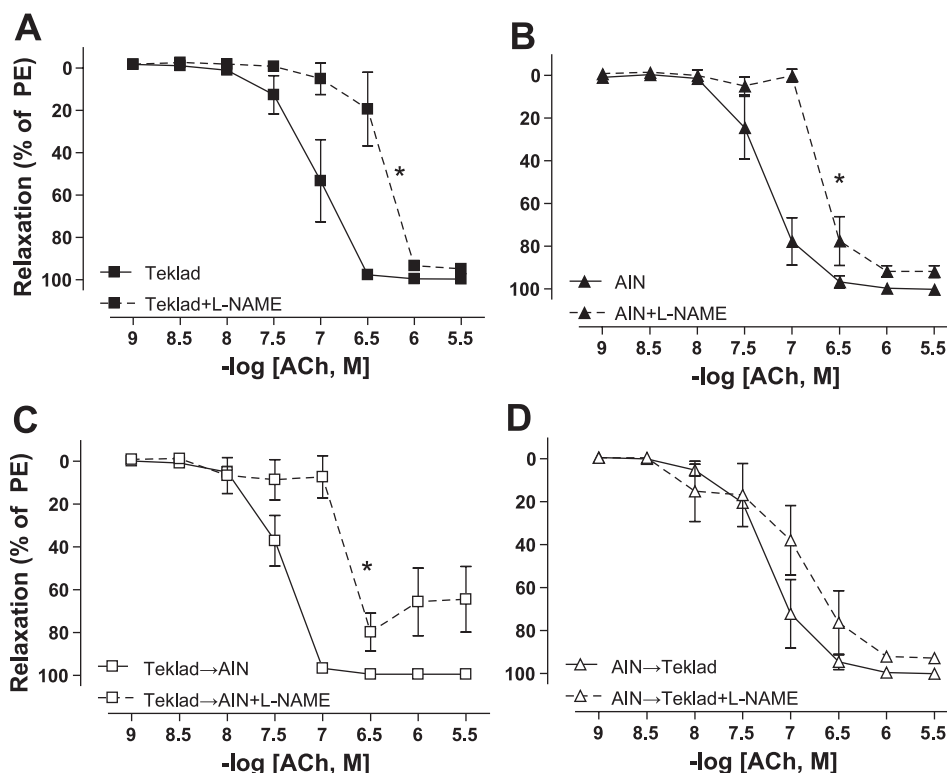 A
Relaxation (% of PE)
0
20
40
60
80
100
*
Teklad
Teklad+L-NAME
9 8.5 8 7.5 7 6.5 6 5.5
-log [ACh, M]
B
0
20
40
60
80
100
*
AIN
AIN+L-NAME
9 8.5 8 7.5 7 6.5 6 5.5
-log [ACh, M]
C
Relaxation (% of PE)
0
20
40
60
80
100
*
Teklad→AIN
Teklad→AIN+L-NAME
9 8.5 8 7.5 7 6.5 6 5.5
-log [ACh, M]
D
0
20
40
60
80
100
AIN→Teklad
AIN→Teklad+L-NAME
9 8.5 8 7.5 7 6.5 6 5.5
-log [ACh, M]